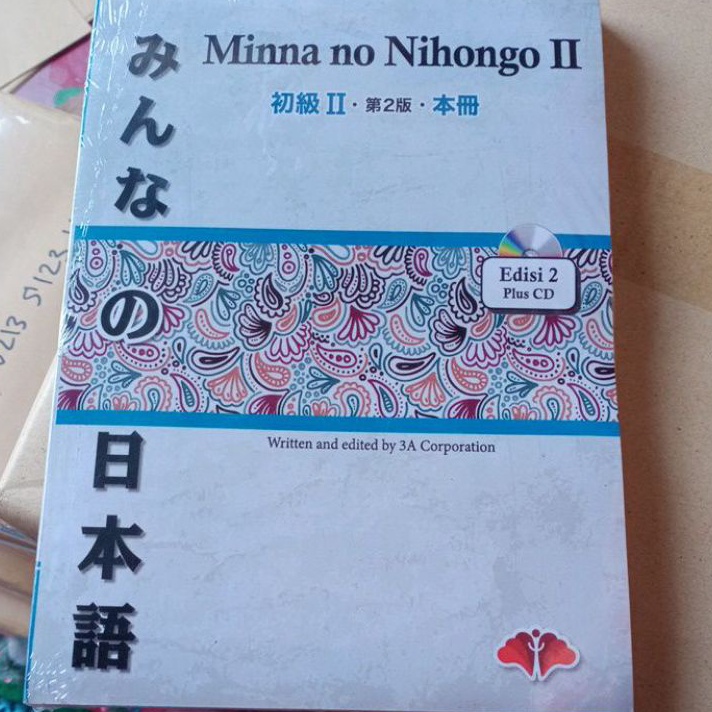 みんなの日本語
Minna no Nihongo II
初級 II・第2版・本冊
Edisi 2
Plus CD
Written and edited by 3A Corporation